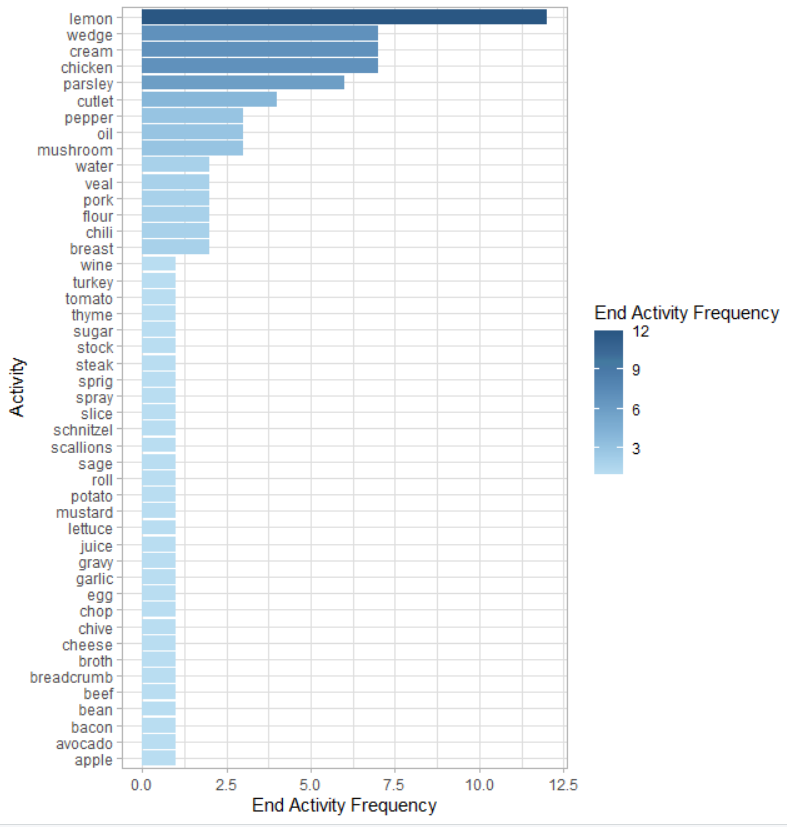 lemon
wedge
cream
chicken
parsley
cutlet
pepper
oil
mushroom
water
veal
pork
flour
chili
breast
wine
turkey
tomato
thyme
sugar
stock
steak
sprig
spray
slice
schnitzel
scallions
sage
roll
potato
mustard
lettuce
juice
gravy
garlic
egg
chop
chive
cheese
broth
breadcrumb
beef
bean
bacon
avocado
apple
Activity
0.0 2.5 5.0 7.5 10.0 12.5
End Activity Frequency
End Activity Frequency
12
9
6
3